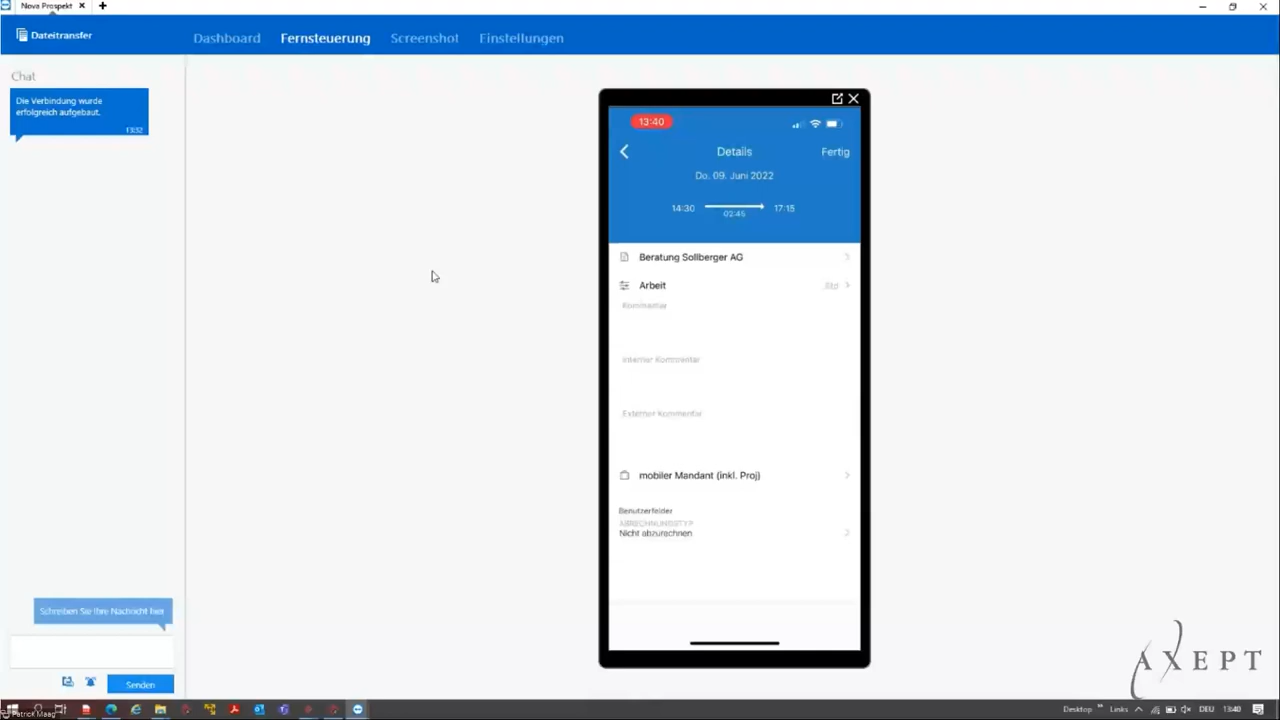 Nova Prospekt
Dateitransfer
Dashboard
Fernsteuerung
Screenshot
Einstellungen
Chat
Die Verbindung wurde
erfolgreich aufgebaut.
13:32
13:40
Details
Fertig
Do. 09. Juni 2022
14:30
02:45
17:15
Beratung Sollberger AG
Arbeit
Std
Kommentar
Interner Kommentar
Externer Kommentar
mobiler Mandant (inkl. Proj)
Benutzerfelder
ABRECHNUNGSTYP
Nicht abzurechnen
Schreiben Sie Ihre Nachricht hier
Senden
AXEPT
Patrick Maag
Desktop
Links
DEU
13:40